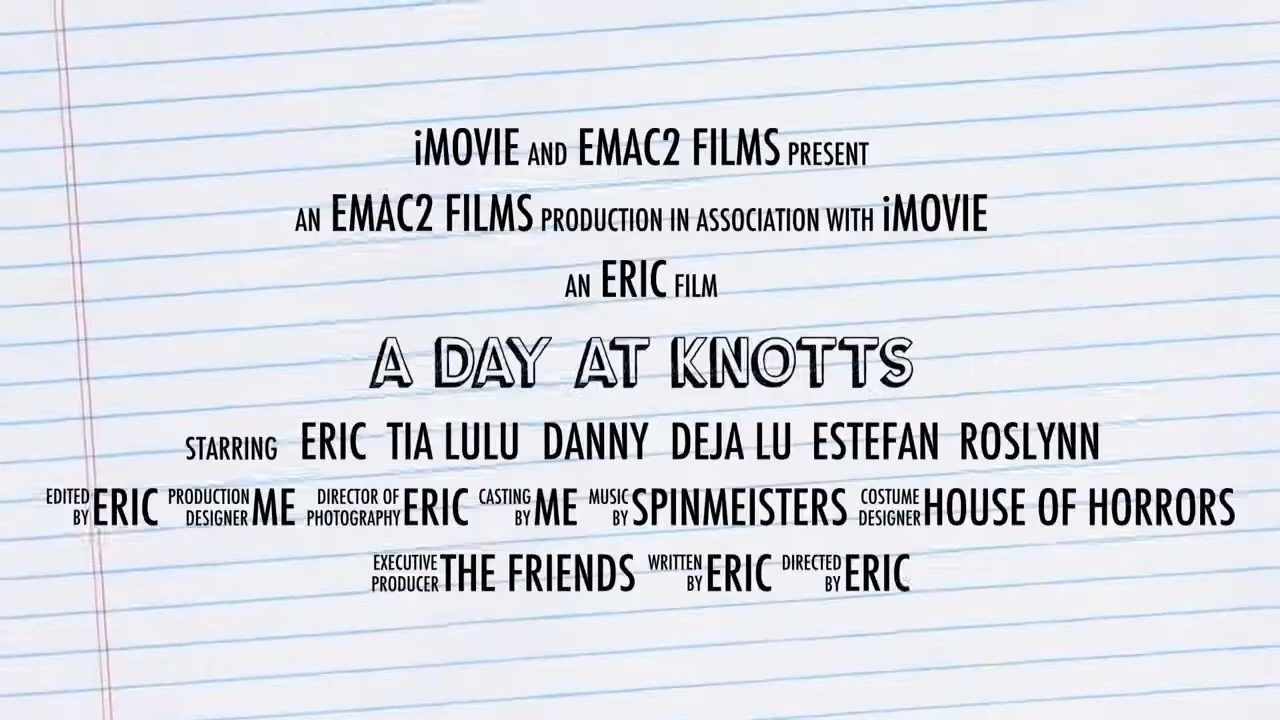 iMOVIE AND EMAC2 FILMS PRESENT
AN EMAC2 FILMS PRODUCTION IN ASSOCIATION WITH iMOVIE
AN ERIC FILM
A DAY AT KNOTTS
STARRING ERIC TIA LULU DANNY DEJA LU ESTEFAN ROSLYNN
EDITED BY ERIC PRODUCTION DESIGNER ME DIRECTOR OF PHOTOGRAPHY ERIC CASTING BY ME MUSIC BY SPINMEISTERS COSTUME DESIGNER HOUSE OF HORRORS
EXECUTIVE PRODUCER THE FRIENDS WRITTEN BY ERIC DIRECTED BY ERIC